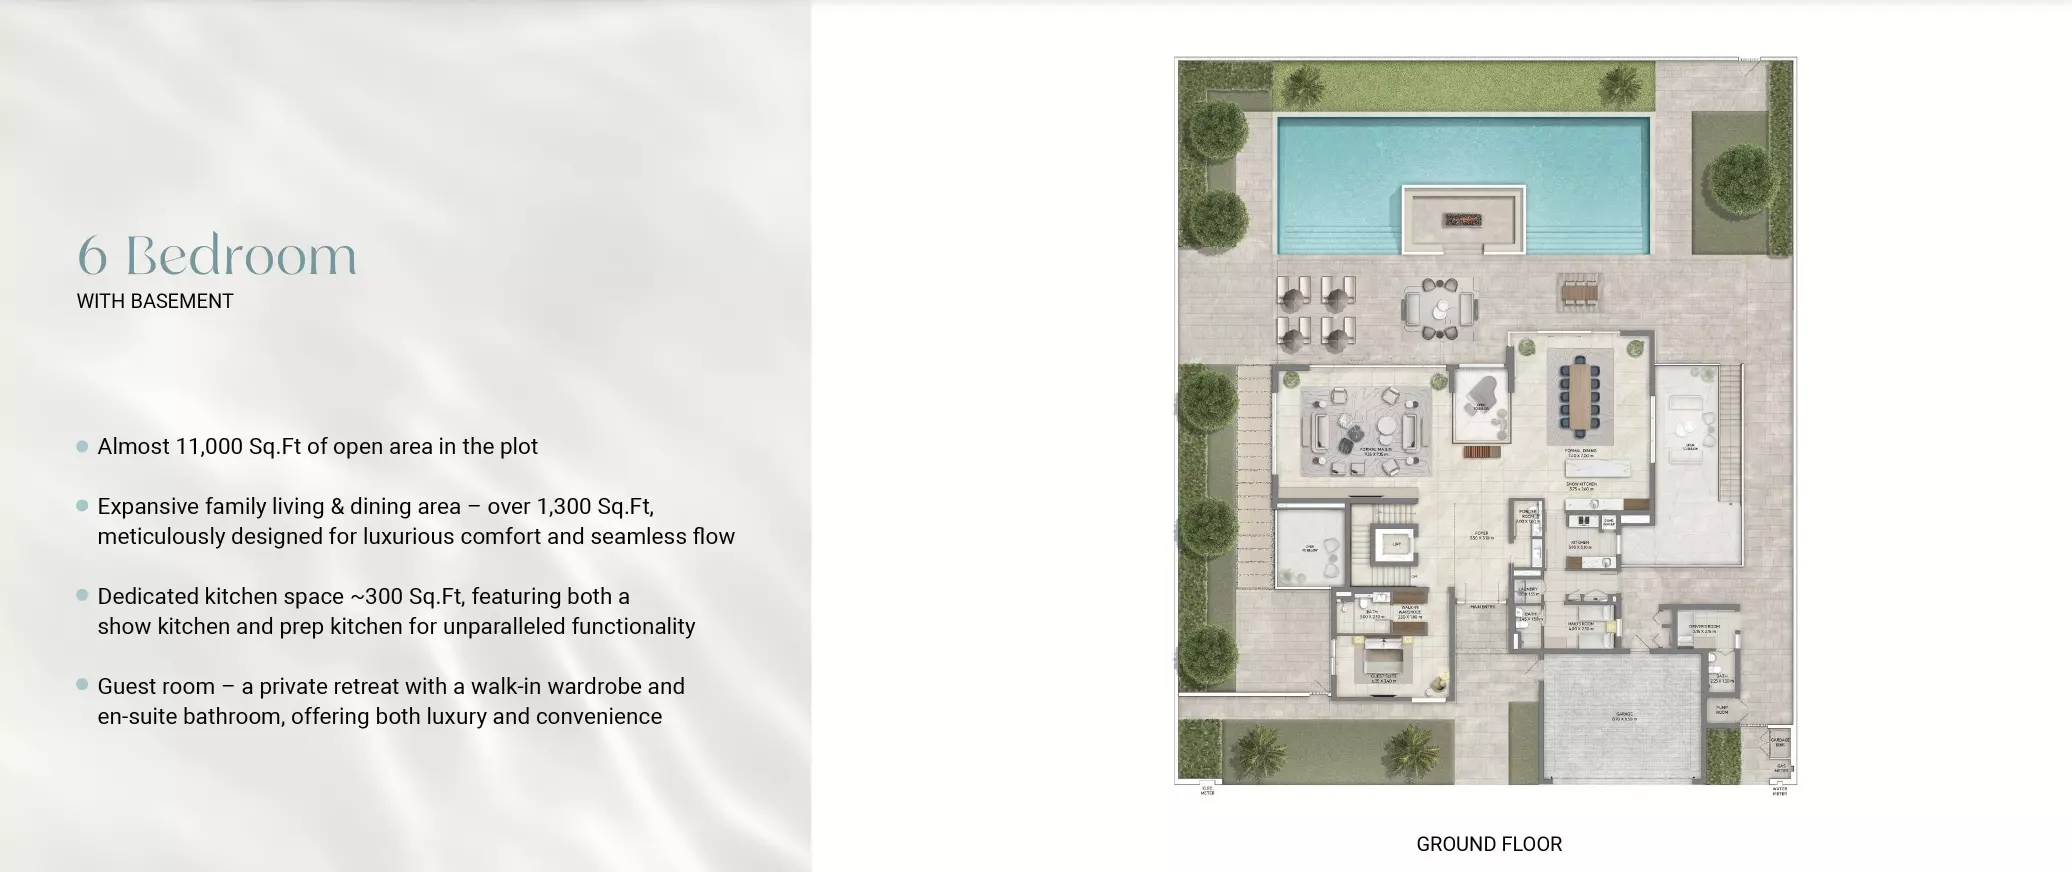 6 Bedroom
WITH BASEMENT
Almost 11,000 Sq.Ft of open area in the plot
Expansive family living & dining area – over 1,300 Sq.Ft,
meticulously designed for luxurious comfort and seamless flow
Dedicated kitchen space ~300 Sq.Ft, featuring both a
show kitchen and prep kitchen for unparalleled functionality
Guest room – a private retreat with a walk-in wardrobe and
en-suite bathroom, offering both luxury and convenience
FORMAL DINING
SHOW KITCHEN
KITCHEN
FOYER
POWDER
ROOM
LIFT
LAUNDRY
BATH
WALK-IN
WARDROBE
MAIN ENTRY
BATH
MAID'S ROOM
DRIVER'S ROOM
GUEST SUITE
BATH
PUMP
ROOM
GARAGE
GARBAGE
ROOM
GAS
ELEC
METER
WATER
METER
GROUND FLOOR